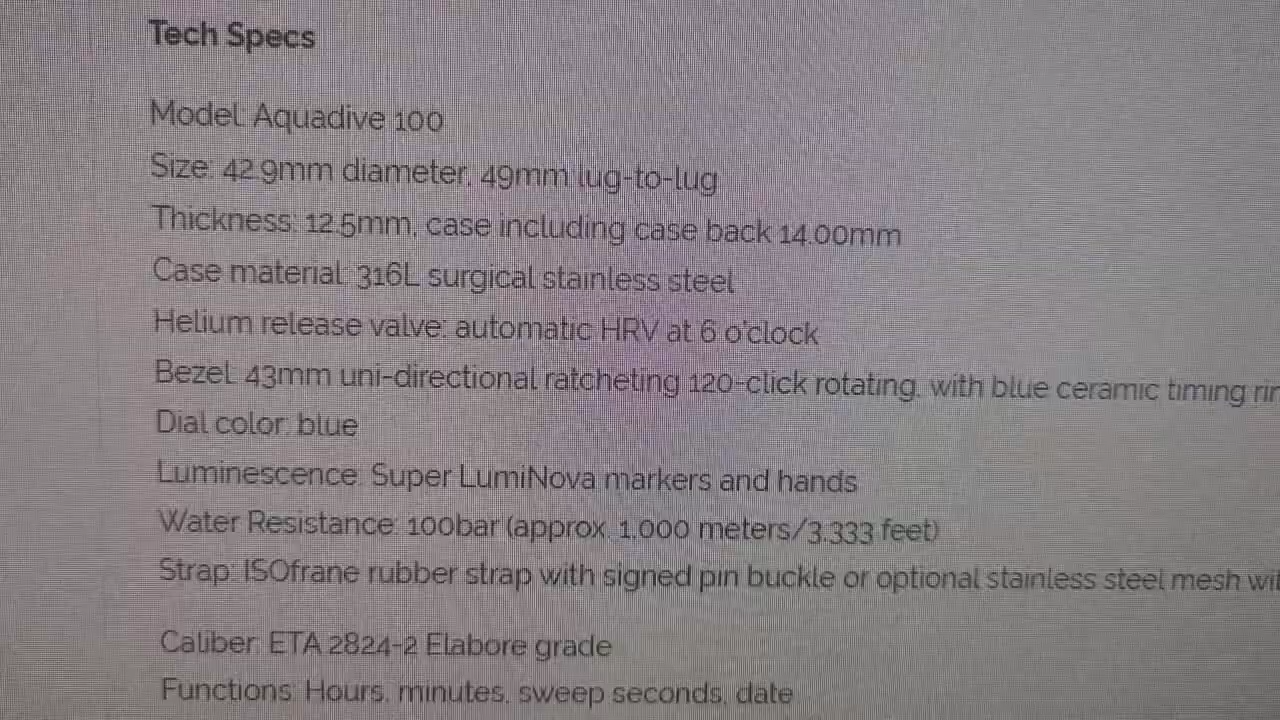 Tech Specs
Model: Aquadive 100
Size: 42.9mm diameter, 49mm lug-to-lug
Thickness: 12.5mm, case including case back 14.00mm
Case material: 316L surgical stainless steel
Helium release valve: automatic HRV at 6 o'clock
Bezel: 43mm uni-directional ratcheting 120-click rotating, with blue ceramic timing
Dial color: blue
Luminescence: Super LumiNova markers and hands
Water Resistance: 100bar (approx. 1,000 meters/3,333 feet)
Strap: ISOfrane rubber strap with signed pin buckle or optional stainless steel mesh
Caliber: ETA 2824-2 Elabore grade
Functions: Hours, minutes, sweep seconds, date